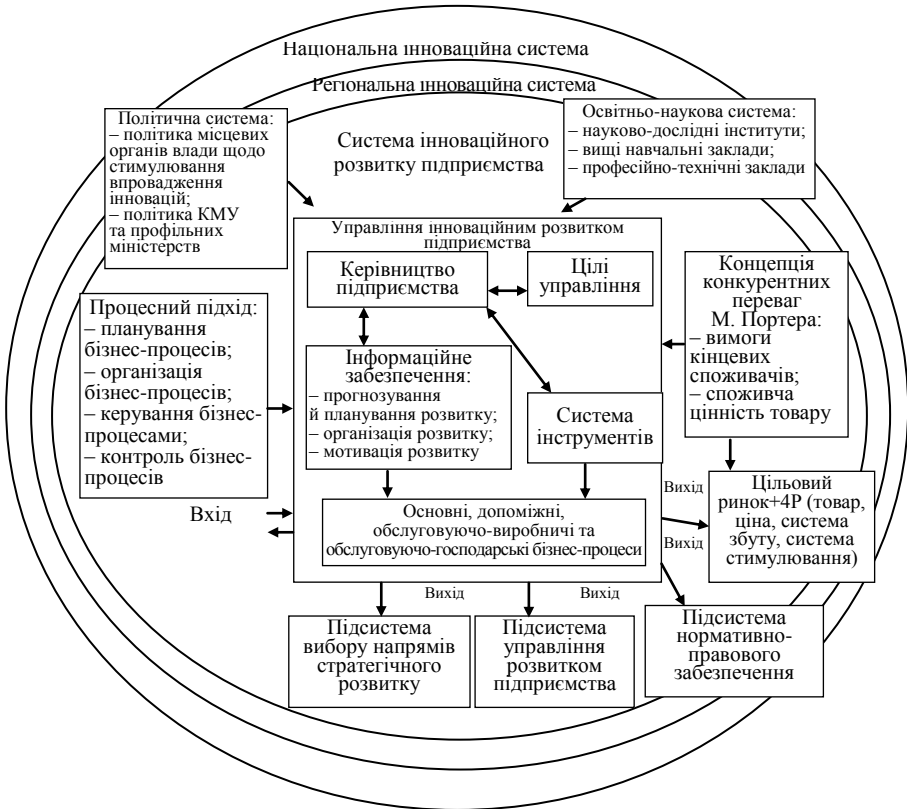 Національна інноваційна система
Регіональна інноваційна система
Політична система:
– політика місцевих
органів влади щодо
стимулювання
впровадження
інновацій;
– політика КМУ
та профільних
міністерств
Система інноваційного
розвитку підприємства
Освітньо-наукова система:
– науково-дослідні інститути;
– вищі навчальні заклади;
– професійно-технічні заклади
Управління інноваційним розвитком
підприємства
Керівництво
підприємства
Цілі
управління
Концепція
конкурентних
переваг
М. Портера:
– вимоги
кінцевих
споживачів;
– споживча
цінність товару
Процесний підхід:
– планування
бізнес-процесів;
– організація
бізнес-процесів;
– керування бізнес-
процесами;
– контроль бізнес-
процесів
Інформаційне
забезпечення:
– прогнозування
й планування розвитку;
– організація розвитку;
– мотивація розвитку
Система
інструментів
Вхід
Основні, допоміжні,
обслуговуючо-виробничі та
обслуговуючо-господарські бізнес-процеси
Вихід
Вихід
Цільовий
ринок+4Р (товар,
ціна, система
збуту, система
стимулювання)
Вихід
Вихід
Підсистема
вибору напрямів
стратегічного
розвитку
Підсистема
управління
розвитком
підприємства
Підсистема
нормативно-
правового
забезпечення